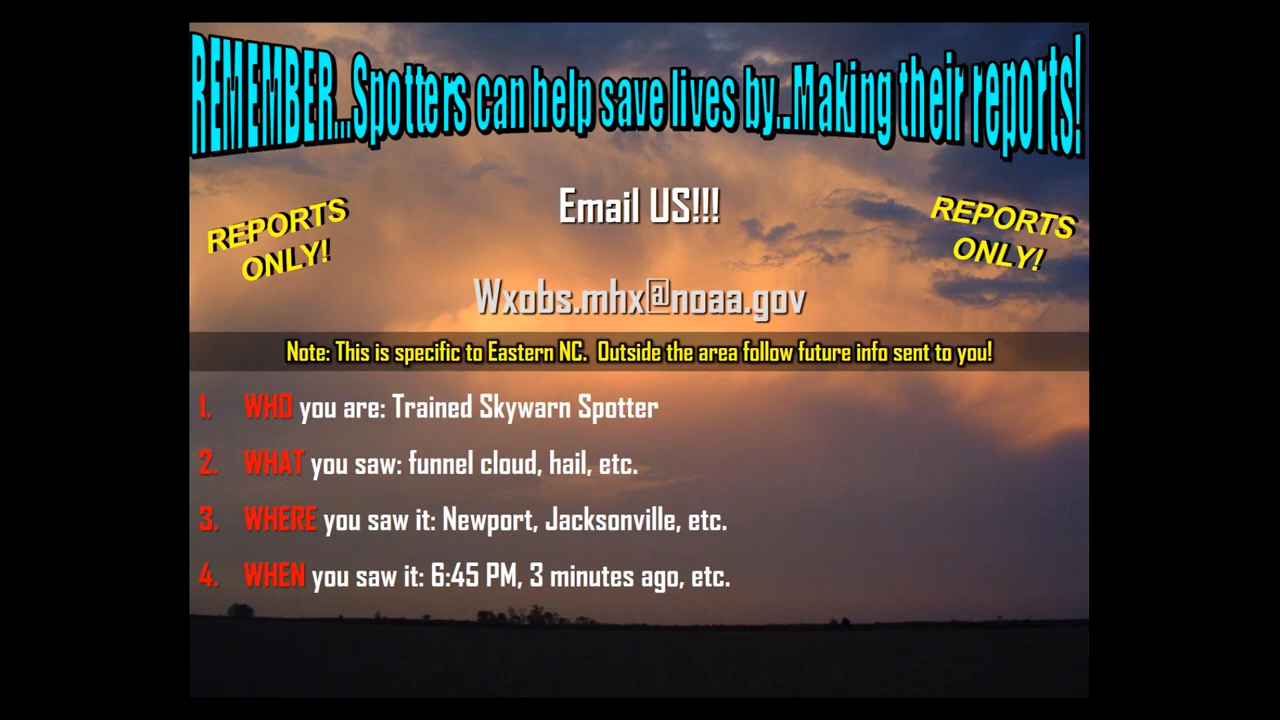 REMEMBER...Spotters can help save lives by...Making their reports!
Email US!!!
REPORTS
ONLY!
REPORTS
ONLY!
Wxobs.mhx@noaa.gov
Note: This is specific to Eastern NC.  Outside the area follow future info sent to you!
1. WHO you are: Trained Skywarn Spotter
2. WHAT you saw: funnel cloud, hail, etc.
3. WHERE you saw it: Newport, Jacksonville, etc.
4. WHEN you saw it: 6:45 PM, 3 minutes ago, etc.